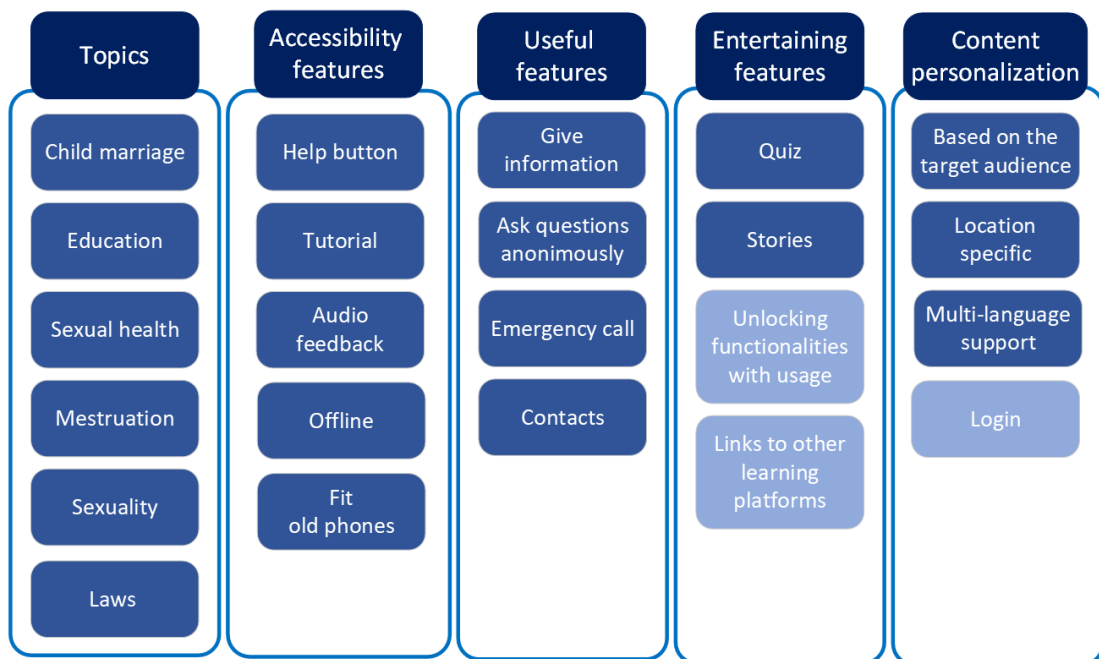 Topics
Child marriage
Education
Sexual health
Mestruation
Sexuality
Laws
Accessibility
features
Help button
Tutorial
Audio
feedback
Offline
Fit
old phones
Useful
features
Give
information
Ask questions
anonimously
Emergency call
Contacts
Entertaining
features
Quiz
Stories
Unlocking
functionalities
with usage
Links to other
learning
platforms
Content
personalization
Based on the
target audience
Location
specific
Multi-language
support
Login